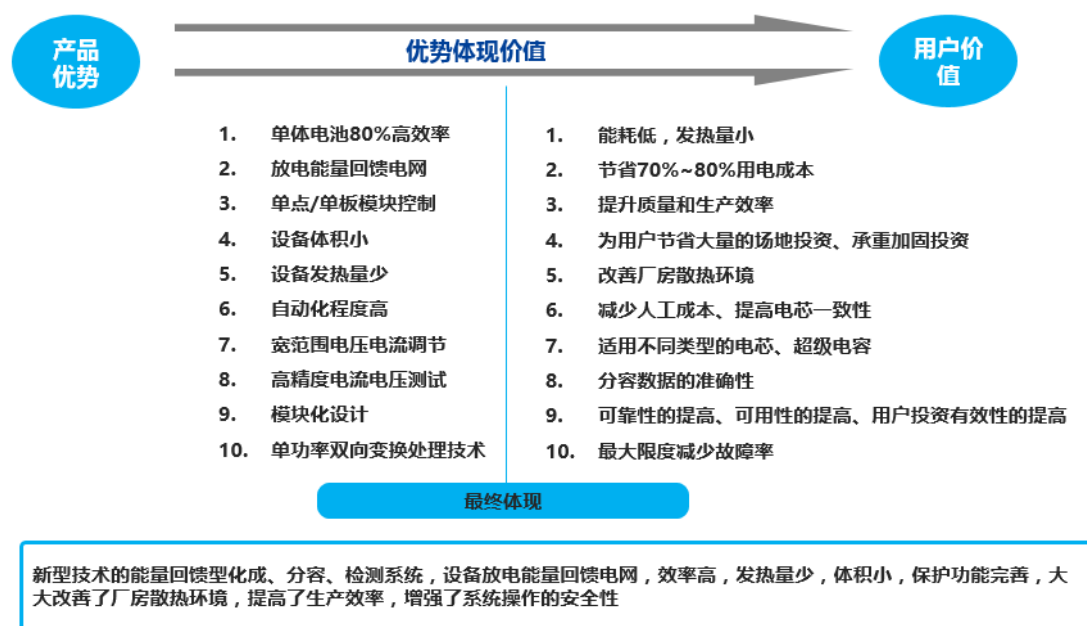 产品
优势
优势体现价值
用户价
值
1. 单体电池80%高效率
2. 放电能量回馈电网
3. 单点/单板模块控制
4. 设备体积小
5. 设备发热量少
6. 自动化程度高
7. 宽范围电压电流调节
8. 高精度电流电压测试
9. 模块化设计
10. 单功率双向变换处理技术
1. 能耗低，发热量小
2. 节省70%~80%用电成本
3. 提升质量和生产效率
4. 为用户节省大量的场地投资、承重加固投资
5. 改善厂房散热环境
6. 减少人工成本、提高电芯一致性
7. 适用不同类型的电芯、超级电容
8. 分容数据的准确性
9. 可靠性的提高、可用性的提高、用户投资有效性的提高
10. 最大限度减少故障率
最终体现
新型技术的能量回馈型化成、分容、检测系统，设备放电能量回馈电网，效率高，发热量少，体积小，保护功能完善，大
大改善了厂房散热环境，提高了生产效率，增强了系统操作的安全性